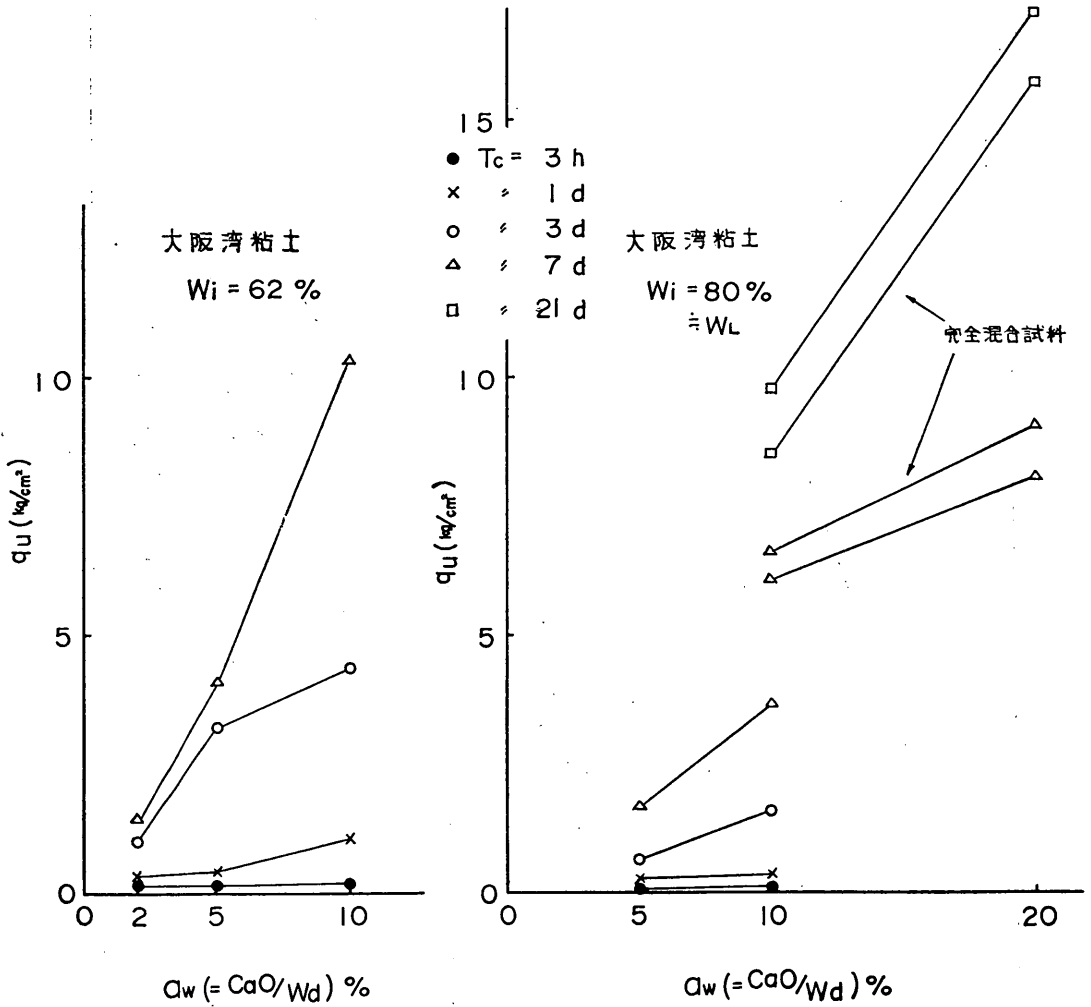 15
● Tc = 3 h
× 〃 1 d
○ 〃 3 d
△ 〃 7 d
□ 〃 21 d
大阪湾粘土
Wi = 62 %
大阪湾粘土
Wi = 80 %
≒ WL
完全混合試料
10
5
0
qu (kg/cm²)
0 2 5 10
aw (= CaO/Wd) %
10
5
0
qu (kg/cm²)
0 5 10 20
aw (= CaO/Wd) %